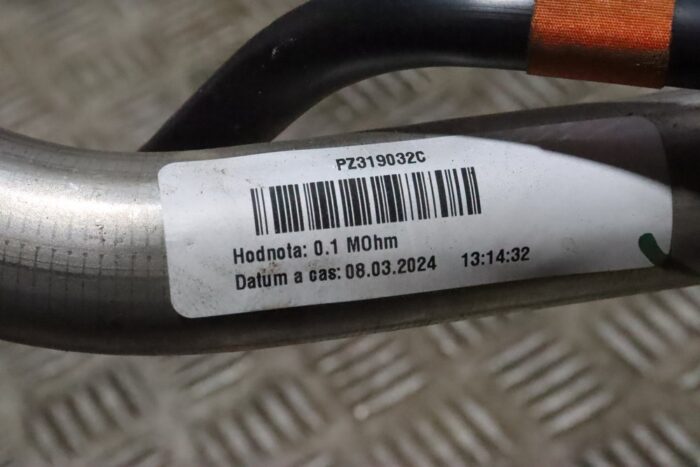 PZ319032C
Hodnota: 0.1 MOhm
Datum a cas: 08.03.2024 13:14:32